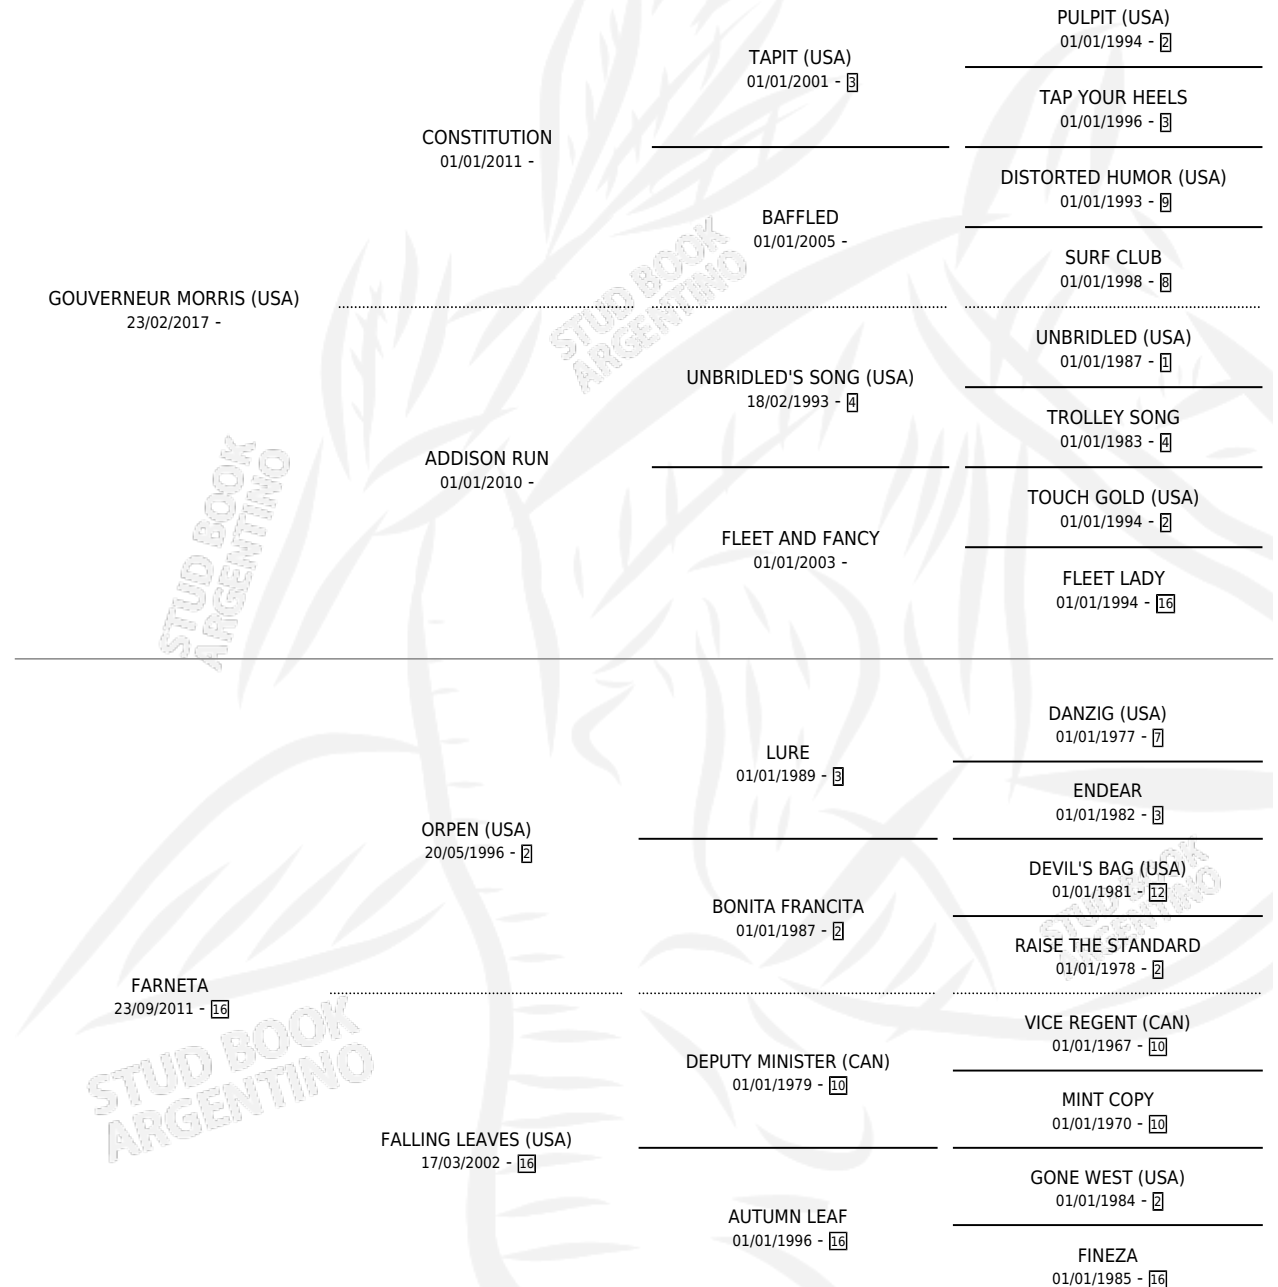 PULPIT (USA)
01/01/1994 - 2
TAPIT (USA)
01/01/2001 - 3
TAP YOUR HEELS
01/01/1996 - 3
CONSTITUTION
01/01/2011 -
DISTORTED HUMOR (USA)
01/01/1993 - 9
BAFFLED
01/01/2005 -
SURF CLUB
01/01/1998 - 8
GOUVERNEUR MORRIS (USA)
23/02/2017 -
UNBRIDLED (USA)
01/01/1987 - 1
UNBRIDLED'S SONG (USA)
18/02/1993 - 4
TROLLEY SONG
01/01/1983 - 4
ADDISON RUN
01/01/2010 -
TOUCH GOLD (USA)
01/01/1994 - 2
FLEET AND FANCY
01/01/2003 -
FLEET LADY
01/01/1994 - 16
DANZIG (USA)
01/01/1977 - 7
LURE
01/01/1989 - 3
ENDEAR
01/01/1982 - 3
ORPEN (USA)
20/05/1996 - 2
DEVIL'S BAG (USA)
01/01/1981 - 12
BONITA FRANCITA
01/01/1987 - 2
RAISE THE STANDARD
01/01/1978 - 2
FARNETA
23/09/2011 - 16
VICE REGENT (CAN)
01/01/1967 - 10
DEPUTY MINISTER (CAN)
01/01/1979 - 10
MINT COPY
01/01/1970 - 10
FALLING LEAVES (USA)
17/03/2002 - 16
GONE WEST (USA)
01/01/1984 - 2
AUTUMN LEAF
01/01/1996 - 16
FINEZA
01/01/1985 - 16
STUD BOOK
ARGENTINO
STUD BOOK
ARGENTINO
STUD BOOK
ARGENTINO
STUD BOOK
ARGENTINO